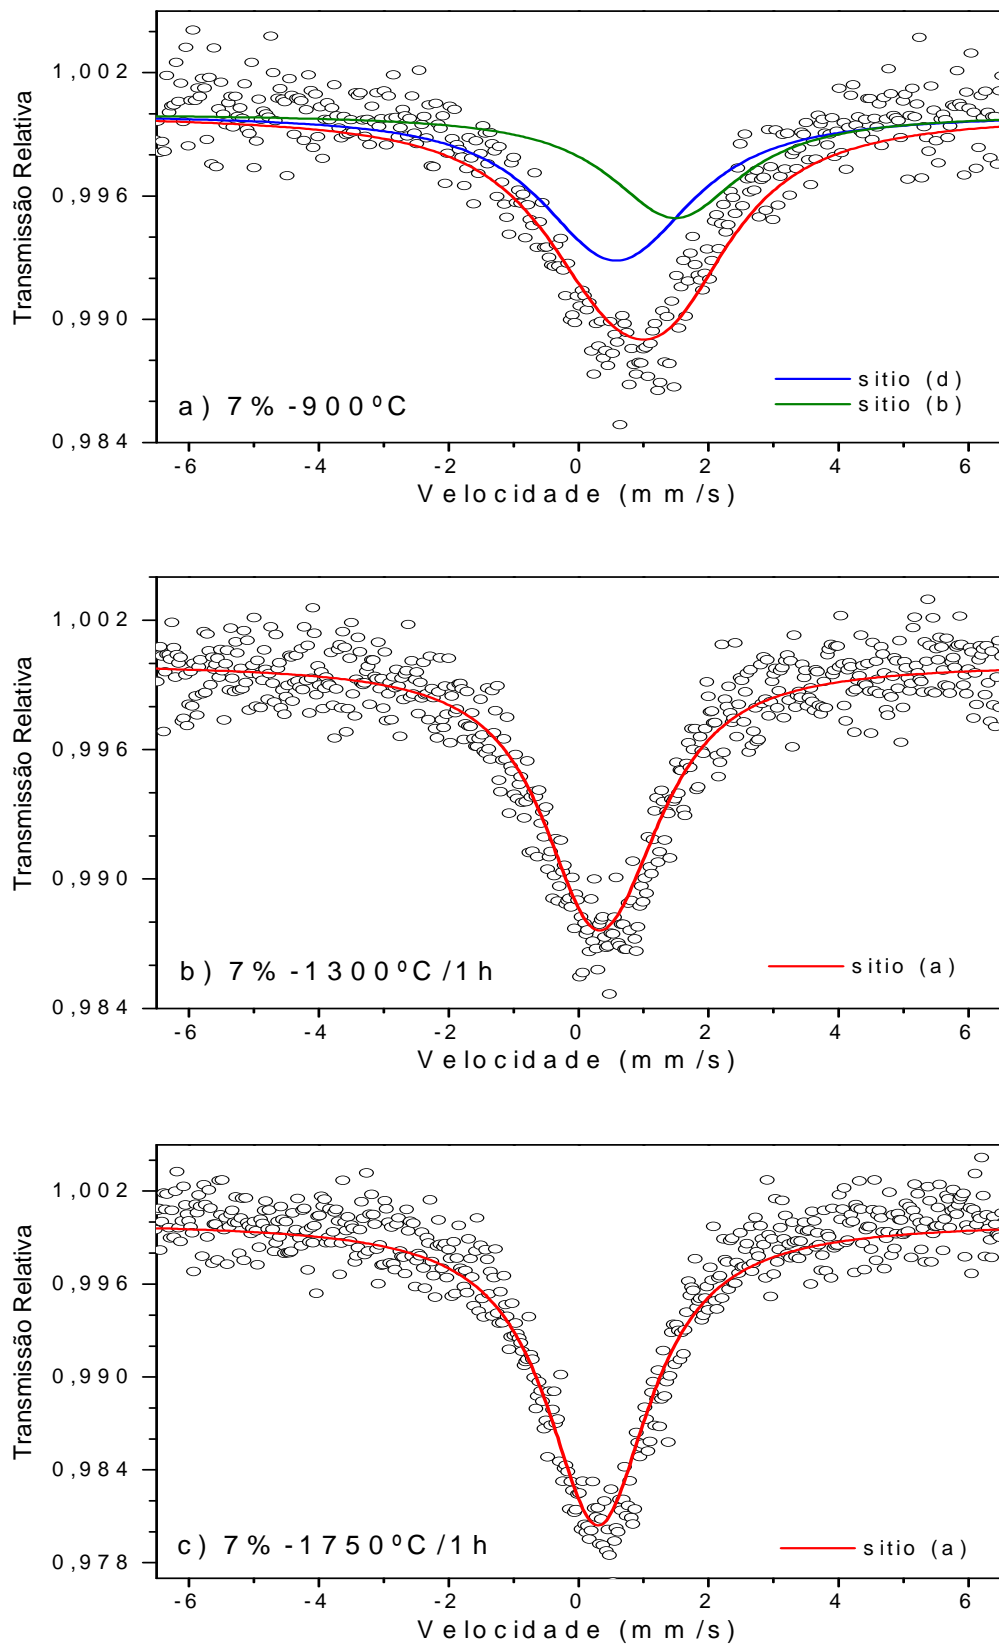 Transmissão Relativa
1,002
0,996
0,990
0,984
sitio (d)
sitio (b)
a) 7% -900ºC
-6 -4 -2 0 2 4 6
Velocidade (mm/s)
Transmissão Relativa
1,002
0,996
0,990
0,984
b) 7% -1300ºC/1h
sitio (a)
-6 -4 -2 0 2 4 6
Velocidade (mm/s)
Transmissão Relativa
1,002
0,996
0,990
0,984
0,978
c) 7% -1750ºC/1h
sitio (a)
-6 -4 -2 0 2 4 6
Velocidade (mm/s)